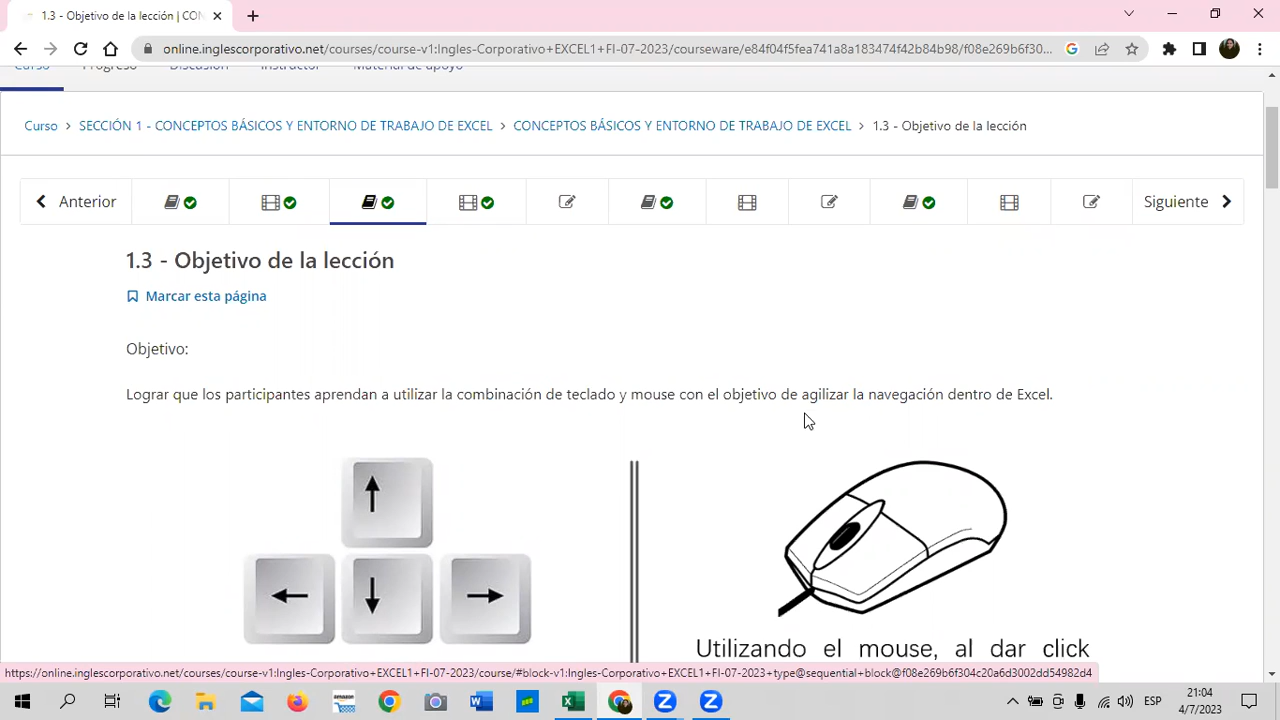 1.3 - Objetivo de la lección | CON
online.inglescorporativo.net/courses/course-v1:Ingles-Corporativo+EXCEL1+FI-07-2023/courseware/e84f04f5fea741a38183474f42b84b98/f08e269b6f30...
Curso Progreso Discusión Instructor Material de apoyo
Curso > SECCIÓN 1 - CONCEPTOS BÁSICOS Y ENTORNO DE TRABAJO DE EXCEL > CONCEPTOS BÁSICOS Y ENTORNO DE TRABAJO DE EXCEL > 1.3 - Objetivo de la lección
Anterior Siguiente
1.3 - Objetivo de la lección
Marcar esta página
Objetivo:
Lograr que los participantes aprendan a utilizar la combinación de teclado y mouse con el objetivo de agilizar la navegación dentro de Excel.
Utilizando el mouse, al dar click
https://online.inglescorporativo.net/courses/course-v1:Ingles-Corporativo+EXCEL1+FI-07-2023/course/#block-v1:Ingles-Corporativo+EXCEL1+FI-07-2023+type@sequential+block@f08e269b6f304c20a6d3002dd54982d4
amazon
ESP
21:04
4/7/2023